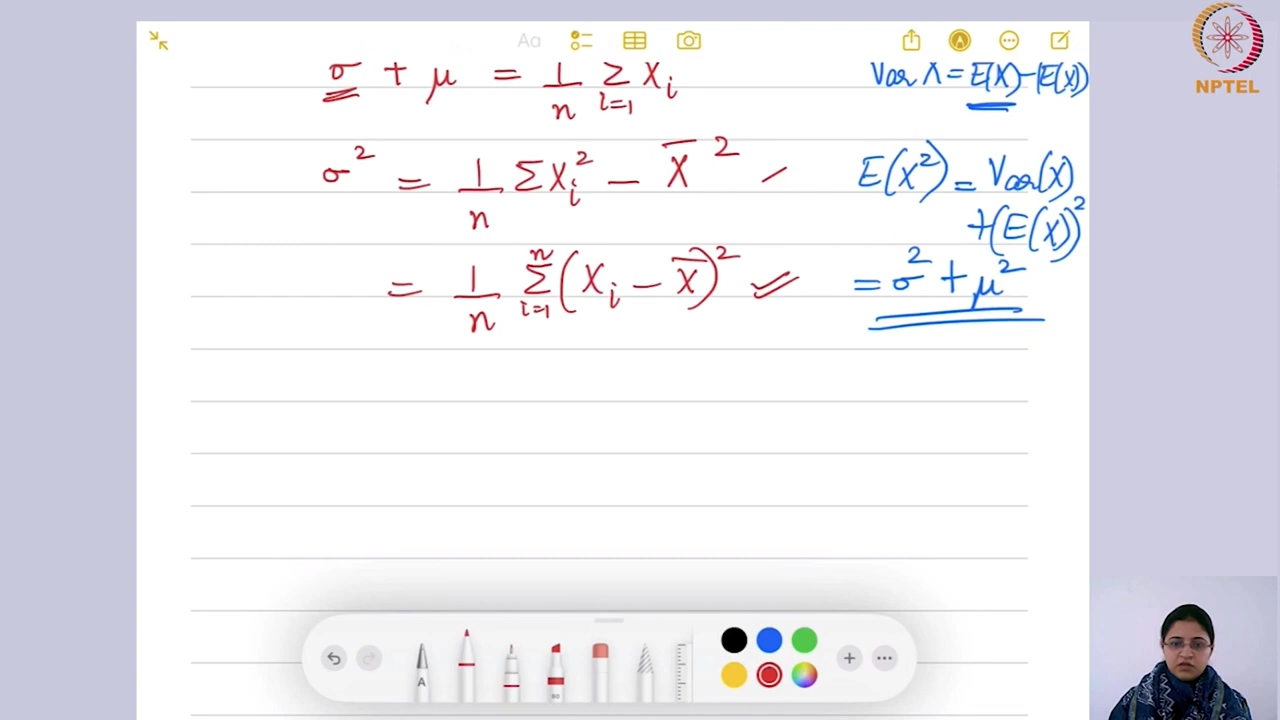 Aa
NPTEL
σ + μ = 1/n Σ_{i=1} X_i
σ² = 1/n Σ X_i² − X̄²
= 1/n Σ_{i=1}^{n} (X_i − X̄)²
Var X = E(X) − (E(X))
E(X²) = Var(X)
+ (E(X))²
= σ² + μ²
A
80